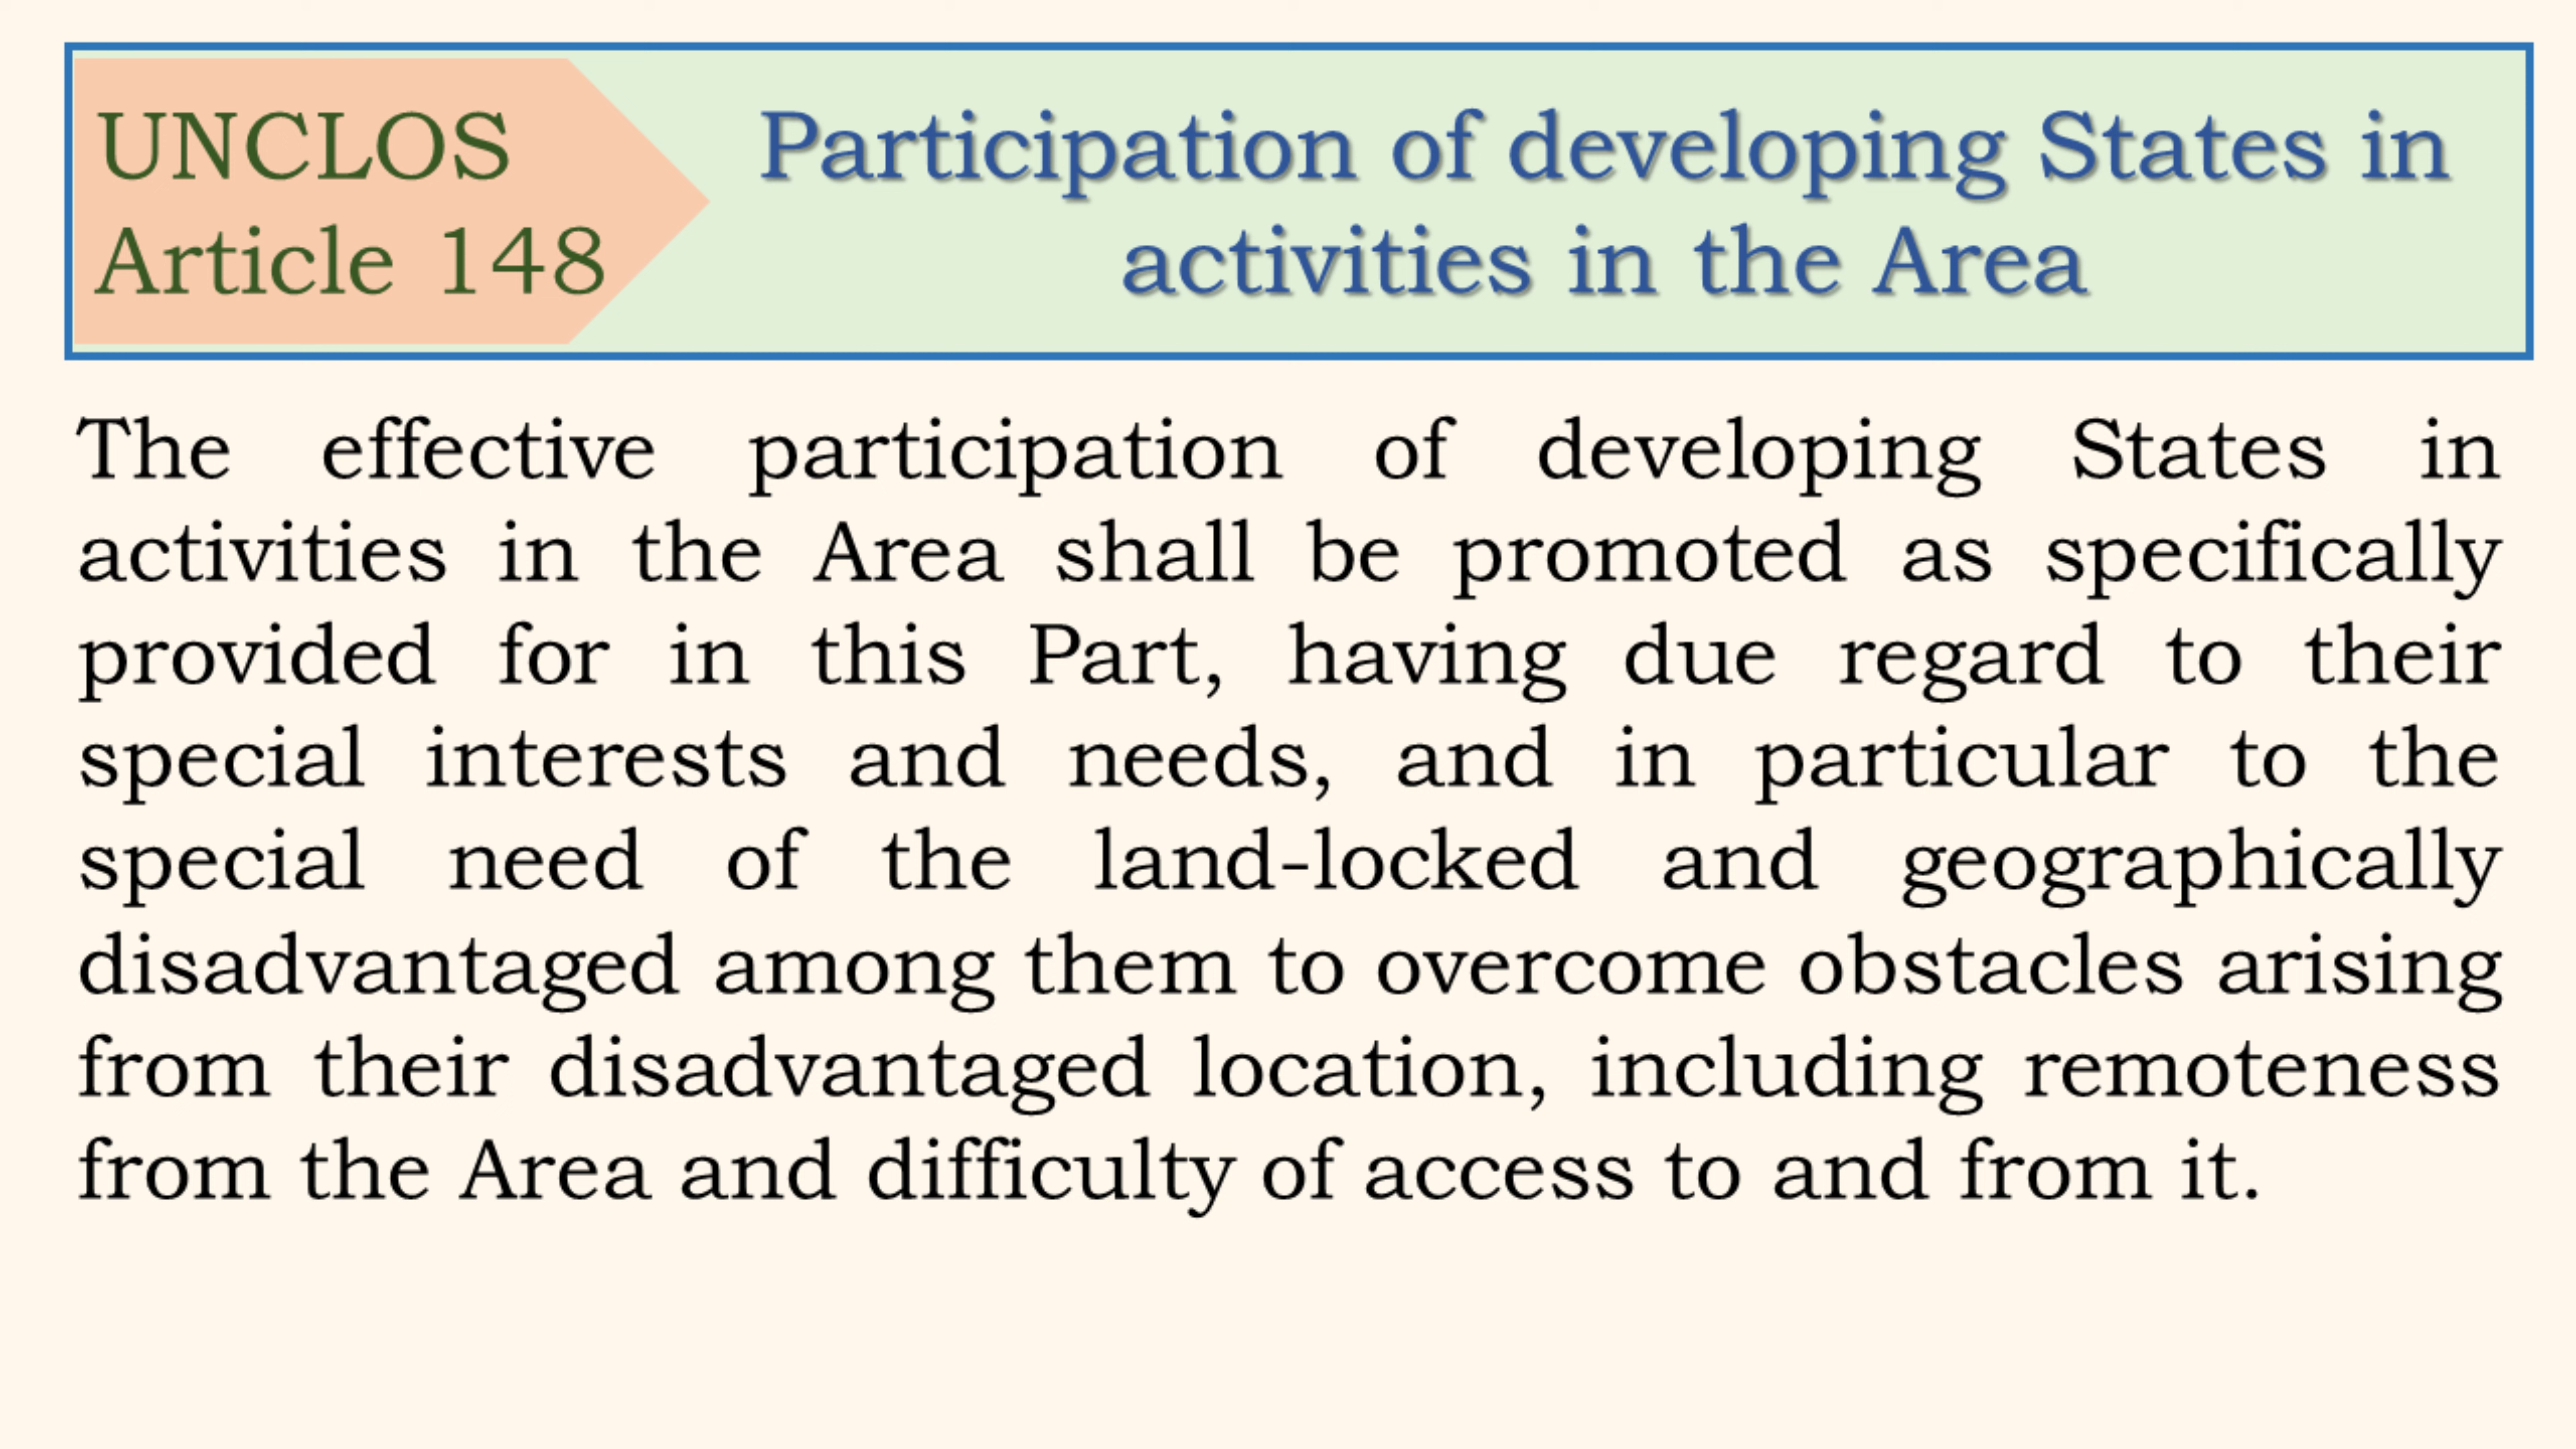 UNCLOS
Article 148
Participation of developing States in
activities in the Area
The effective participation of developing States in
activities in the Area shall be promoted as specifically
provided for in this Part, having due regard to their
special interests and needs, and in particular to the
special need of the land-locked and geographically
disadvantaged among them to overcome obstacles arising
from their disadvantaged location, including remoteness
from the Area and difficulty of access to and from it.